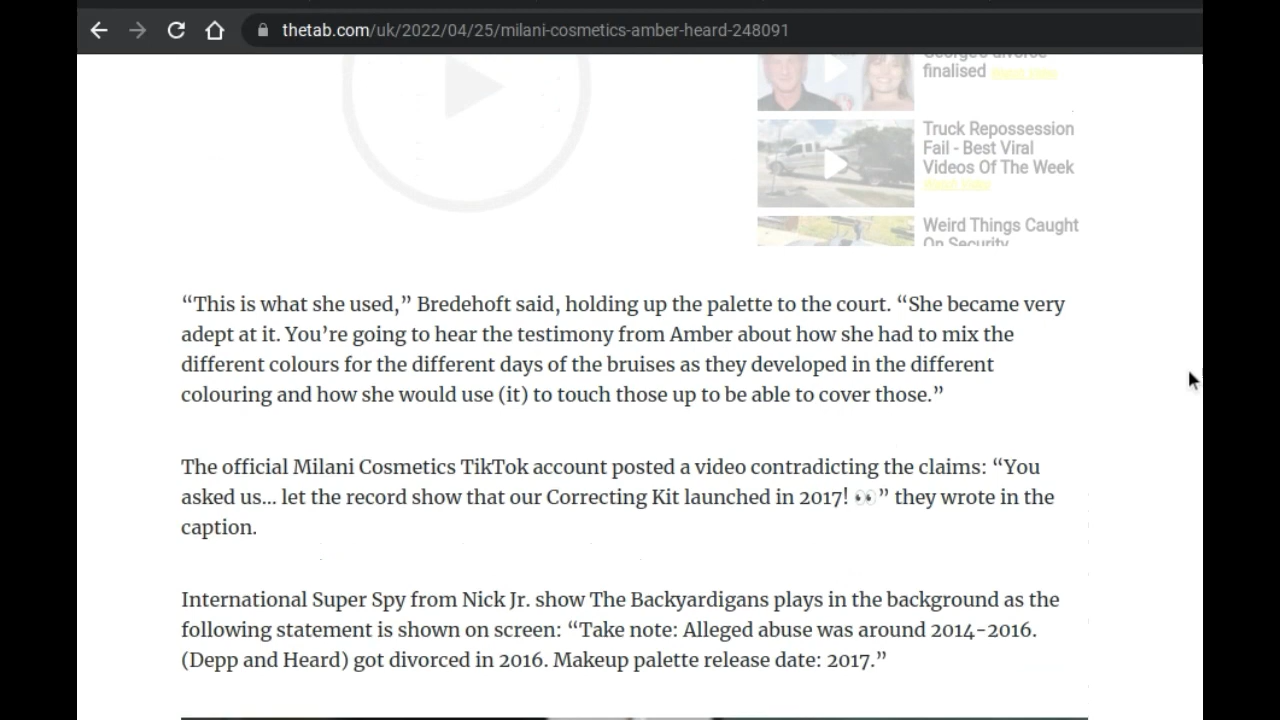 thetab.com/uk/2022/04/25/milani-cosmetics-amber-heard-248091
finalised Watch Video
Truck Repossession
Fail - Best Viral
Videos Of The Week
Watch Video
Weird Things Caught
On Security
“This is what she used,” Bredehoft said, holding up the palette to the court. “She became very
adept at it. You’re going to hear the testimony from Amber about how she had to mix the
different colours for the different days of the bruises as they developed in the different
colouring and how she would use (it) to touch those up to be able to cover those.”
The official Milani Cosmetics TikTok account posted a video contradicting the claims: “You
asked us... let the record show that our Correcting Kit launched in 2017! 👀” they wrote in the
caption.
International Super Spy from Nick Jr. show The Backyardigans plays in the background as the
following statement is shown on screen: “Take note: Alleged abuse was around 2014-2016.
(Depp and Heard) got divorced in 2016. Makeup palette release date: 2017.”